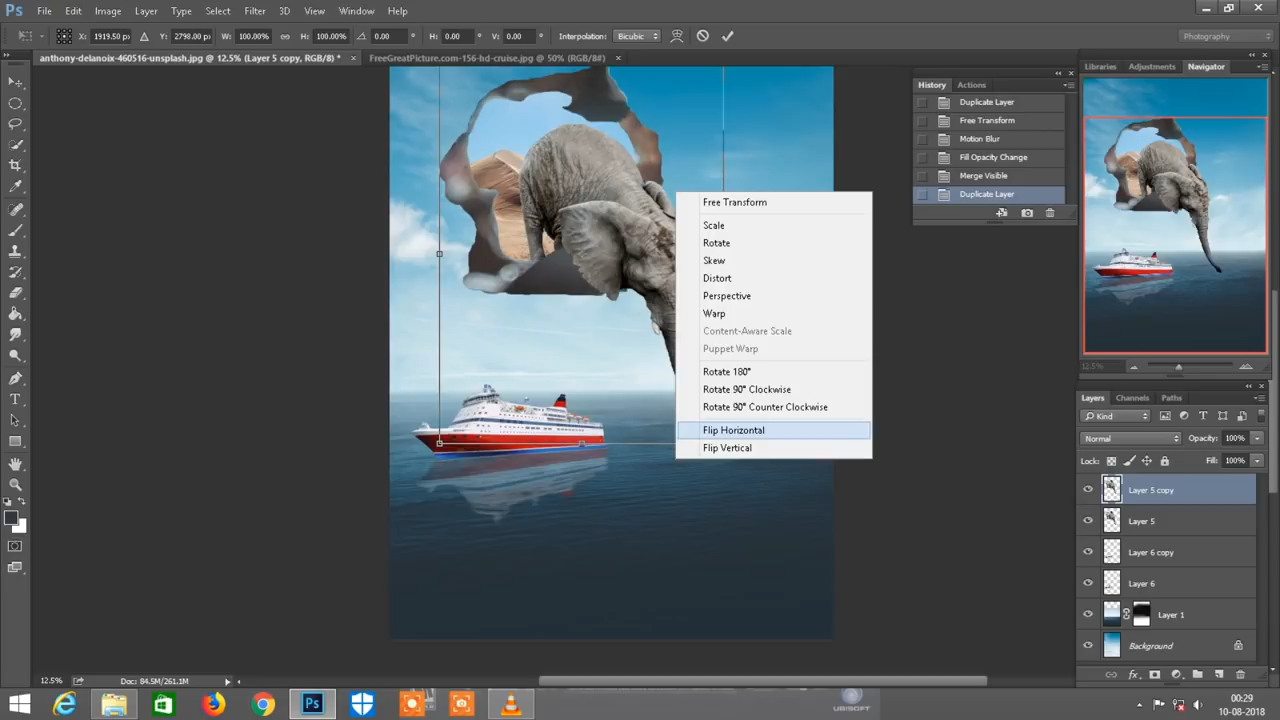 Ps File Edit Image Layer Type Select Filter 3D View Window Help
X: 1919.50 px Y: 2798.00 px W: 100.00% H: 100.00% 0.00 ° H: 0.00 ° V: 0.00 ° Interpolation: Bicubic Photography
anthony-delanoix-460516-unsplash.jpg @ 12.5% (Layer 5 copy, RGB/8) * × FreeGreatPicture.com-156-hd-cruise.jpg @ 50% (RGB/8#) ×
History Actions
Duplicate Layer
Free Transform
Motion Blur
Fill Opacity Change
Merge Visible
Duplicate Layer
Libraries Adjustments Navigator
12.5%
Free Transform
Scale
Rotate
Skew
Distort
Perspective
Warp
Content-Aware Scale
Puppet Warp
Rotate 180°
Rotate 90° Clockwise
Rotate 90° Counter Clockwise
Flip Horizontal
Flip Vertical
Layers Channels Paths
Kind
Normal Opacity: 100%
Lock: Fill: 100%
Layer 5 copy
Layer 5
Layer 6 copy
Layer 6
Layer 1
Background
fx
12.5% Doc: 84.5M/261.1M
Ps UBISOFT
00:29
10-08-2018